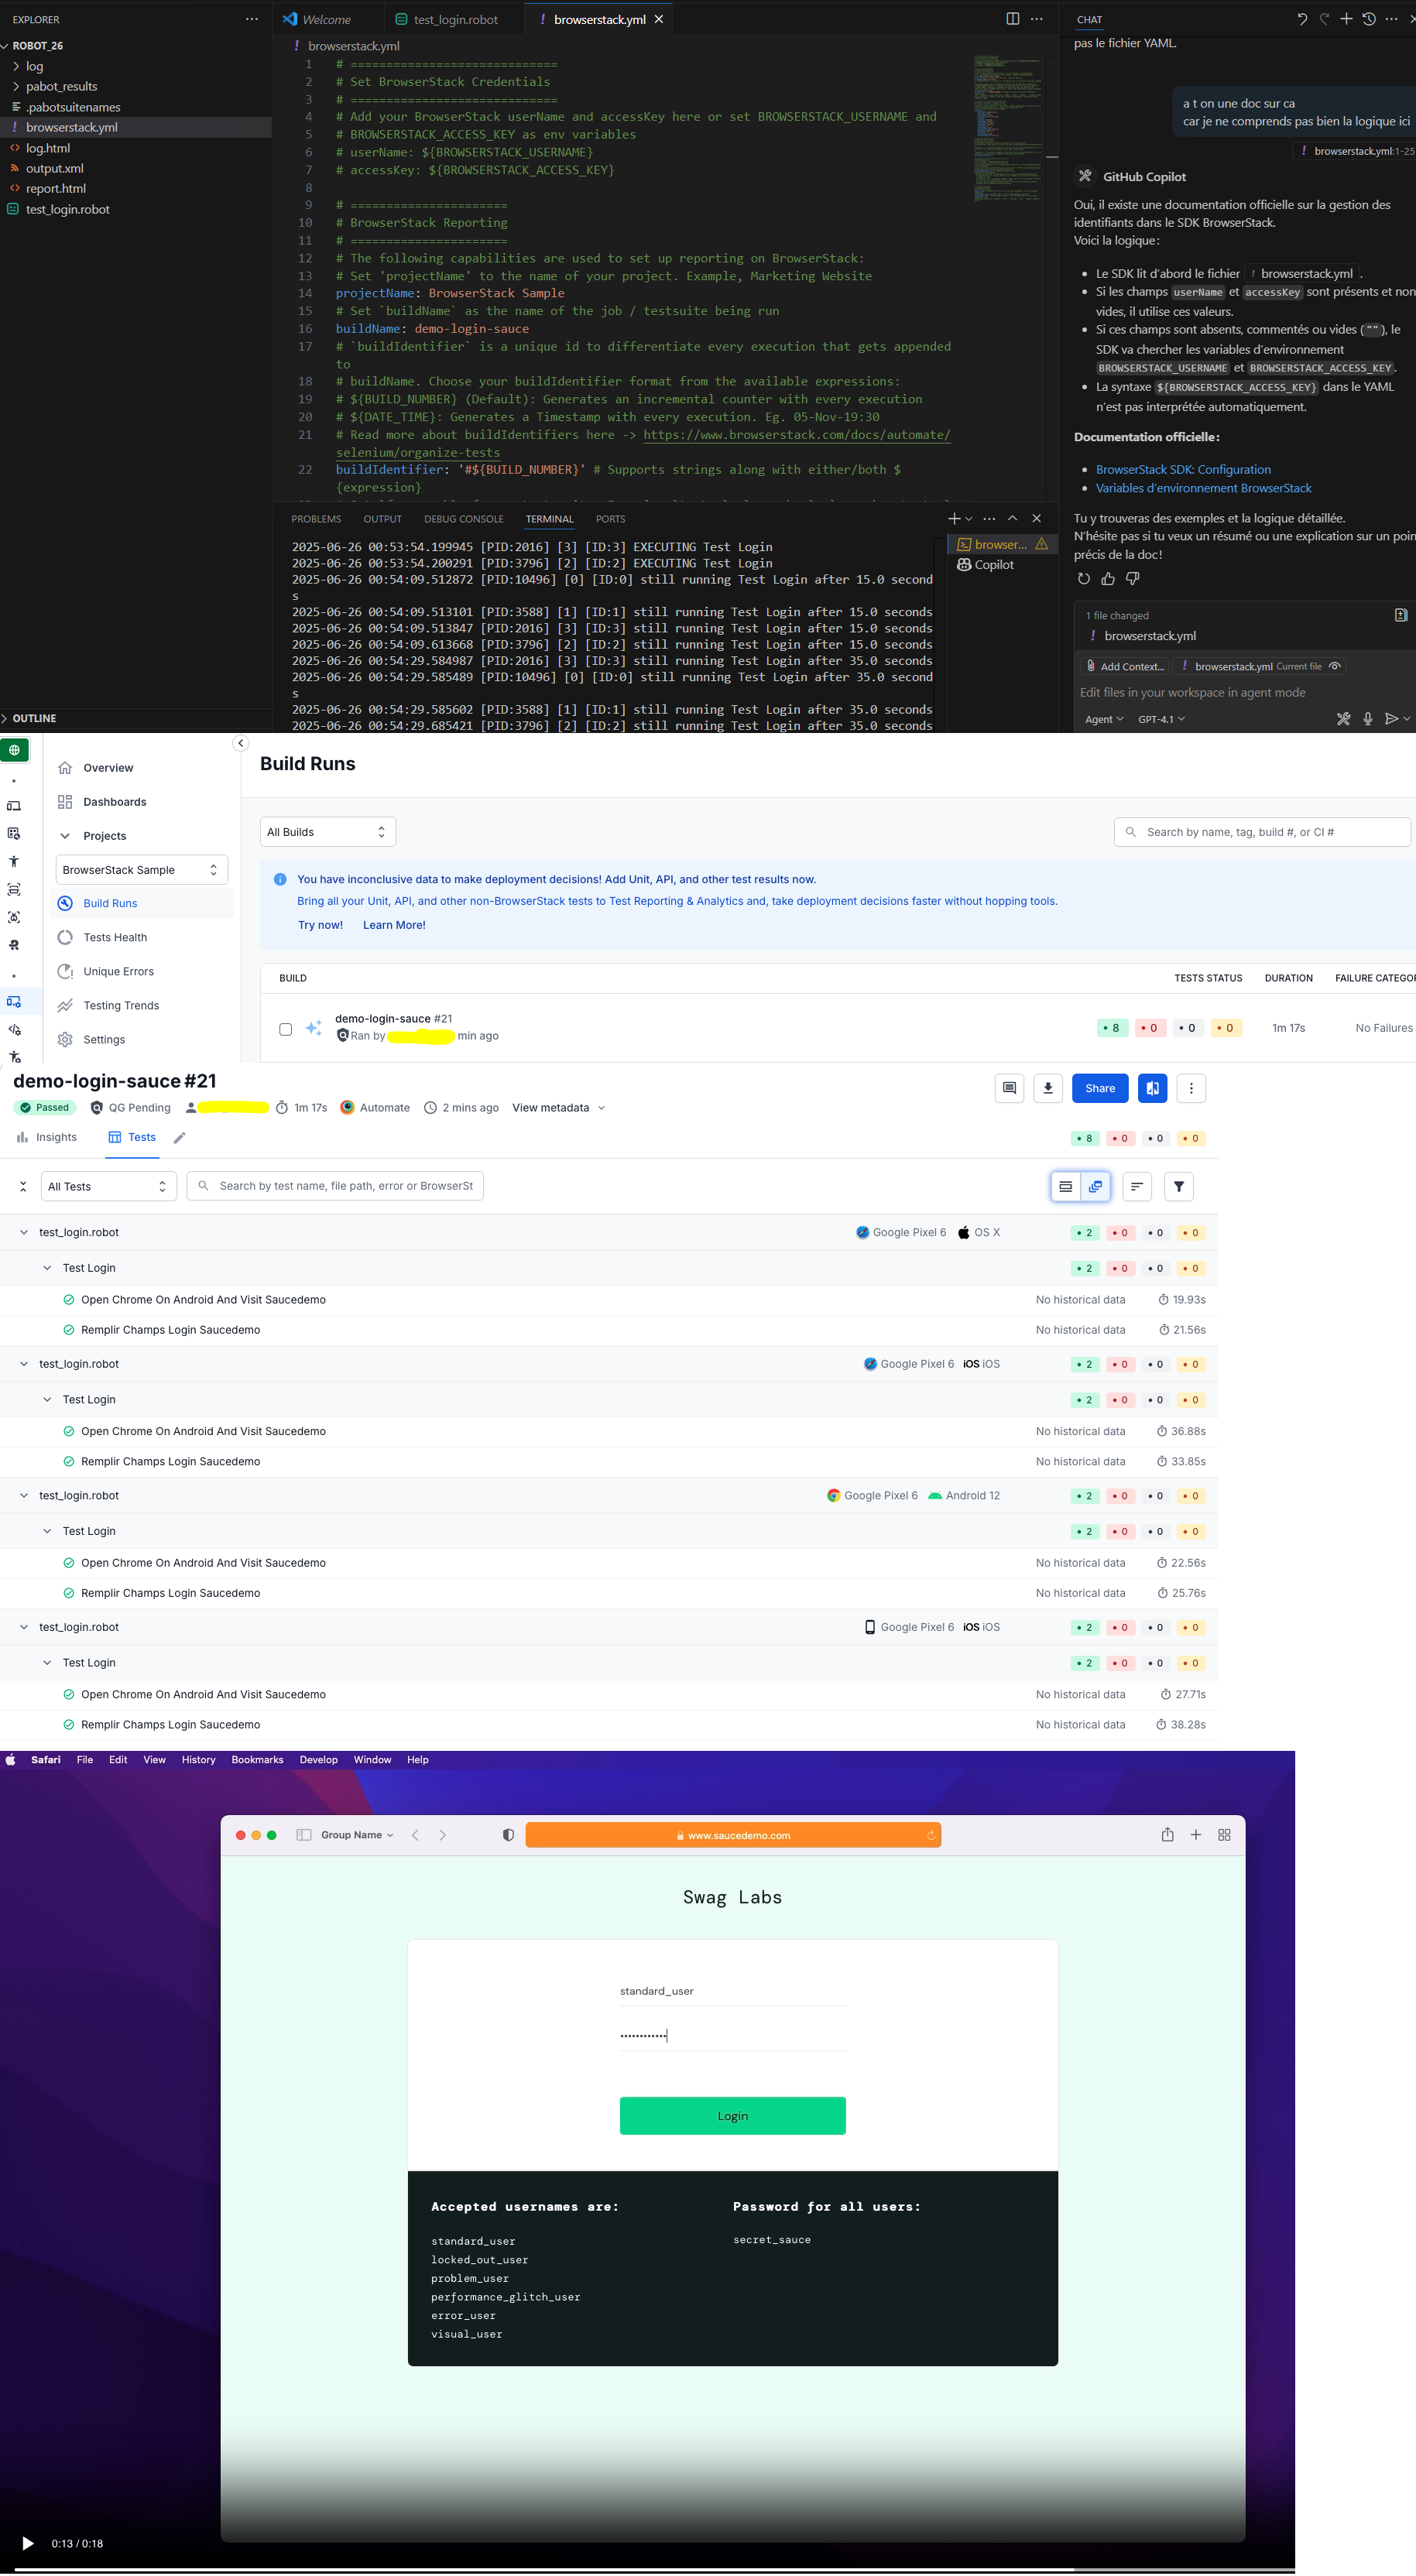 EXPLORER
ROBOT_26
log
pabot_results
.pabotsuitenames
browserstack.yml
log.html
output.xml
report.html
test_login.robot
OUTLINE
Welcome
test_login.robot
browserstack.yml
browserstack.yml
1 # =============================
2 # Set BrowserStack Credentials
3 # =============================
4 # Add your BrowserStack userName and accessKey here or set BROWSERSTACK_USERNAME and
5 # BROWSERSTACK_ACCESS_KEY as env variables
6 # userName: ${BROWSERSTACK_USERNAME}
7 # accessKey: ${BROWSERSTACK_ACCESS_KEY}
8
9 # ======================
10 # BrowserStack Reporting
11 # ======================
12 # The following capabilities are used to set up reporting on BrowserStack:
13 # Set 'projectName' to the name of your project. Example, Marketing Website
14 projectName: BrowserStack Sample
15 # Set `buildName` as the name of the job / testsuite being run
16 buildName: demo-login-sauce
17 # `buildIdentifier` is a unique id to differentiate every execution that gets appended
to
18 # buildName. Choose your buildIdentifier format from the available expressions:
19 # ${BUILD_NUMBER} (Default): Generates an incremental counter with every execution
20 # ${DATE_TIME}: Generates a Timestamp with every execution. Eg. 05-Nov-19:30
21 # Read more about buildIdentifiers here -> https://www.browserstack.com/docs/automate/
selenium/organize-tests
22 buildIdentifier: '#${BUILD_NUMBER}' # Supports strings along with either/both $
{expression}
PROBLEMS OUTPUT DEBUG CONSOLE TERMINAL PORTS
2025-06-26 00:53:54.199945 [PID:2016] [3] [ID:3] EXECUTING Test Login
2025-06-26 00:53:54.200291 [PID:3796] [2] [ID:2] EXECUTING Test Login
2025-06-26 00:54:09.512872 [PID:10496] [0] [ID:0] still running Test Login after 15.0 second
s
2025-06-26 00:54:09.513101 [PID:3588] [1] [ID:1] still running Test Login after 15.0 seconds
2025-06-26 00:54:09.513847 [PID:2016] [3] [ID:3] still running Test Login after 15.0 seconds
2025-06-26 00:54:09.613668 [PID:3796] [2] [ID:2] still running Test Login after 15.0 seconds
2025-06-26 00:54:29.584987 [PID:2016] [3] [ID:3] still running Test Login after 35.0 seconds
2025-06-26 00:54:29.585489 [PID:10496] [0] [ID:0] still running Test Login after 35.0 second
s
2025-06-26 00:54:29.585602 [PID:3588] [1] [ID:1] still running Test Login after 35.0 seconds
2025-06-26 00:54:29.685421 [PID:3796] [2] [ID:2] still running Test Login after 35.0 seconds
browser...
Copilot
CHAT
pas le fichier YAML.
a t on une doc sur ca
car je ne comprends pas bien la logique ici
browserstack.yml:1-25
GitHub Copilot
Oui, il existe une documentation officielle sur la gestion des
identifiants dans le SDK BrowserStack.
Voici la logique :
• Le SDK lit d'abord le fichier ! browserstack.yml .
• Si les champs userName et accessKey sont présents et non
vides, il utilise ces valeurs.
• Si ces champs sont absents, commentés ou vides (""), le
SDK va chercher les variables d'environnement
BROWSERSTACK_USERNAME et BROWSERSTACK_ACCESS_KEY.
• La syntaxe ${BROWSERSTACK_ACCESS_KEY} dans le YAML
n'est pas interprétée automatiquement.
Documentation officielle :
• BrowserStack SDK: Configuration
• Variables d'environnement BrowserStack
Tu y trouveras des exemples et la logique détaillée.
N'hésite pas si tu veux un résumé ou une explication sur un poin
précis de la doc !
1 file changed
browserstack.yml
Add Context... browserstack.yml Current file
Edit files in your workspace in agent mode
Agent GPT-4.1
Overview
Dashboards
Projects
BrowserStack Sample
Build Runs
Tests Health
Unique Errors
Testing Trends
Settings
Build Runs
All Builds
Search by name, tag, build #, or CI #
You have inconclusive data to make deployment decisions! Add Unit, API, and other test results now.
Bring all your Unit, API, and other non-BrowserStack tests to Test Reporting & Analytics and, take deployment decisions faster without hopping tools.
Try now! Learn More!
BUILD TESTS STATUS DURATION FAILURE CATEGOR
demo-login-sauce #21
Ran by min ago
8 0 0 0 1m 17s No Failures
demo-login-sauce #21
Share
Passed QG Pending 1m 17s Automate 2 mins ago View metadata
Insights Tests 8 0 0 0
All Tests Search by test name, file path, error or BrowserSt
test_login.robot Google Pixel 6 OS X 2 0 0 0
Test Login 2 0 0 0
Open Chrome On Android And Visit Saucedemo No historical data 19.93s
Remplir Champs Login Saucedemo No historical data 21.56s
test_login.robot Google Pixel 6 iOS iOS 2 0 0 0
Test Login 2 0 0 0
Open Chrome On Android And Visit Saucedemo No historical data 36.88s
Remplir Champs Login Saucedemo No historical data 33.85s
test_login.robot Google Pixel 6 Android 12 2 0 0 0
Test Login 2 0 0 0
Open Chrome On Android And Visit Saucedemo No historical data 22.56s
Remplir Champs Login Saucedemo No historical data 25.76s
test_login.robot Google Pixel 6 iOS iOS 2 0 0 0
Test Login 2 0 0 0
Open Chrome On Android And Visit Saucedemo No historical data 27.71s
Remplir Champs Login Saucedemo No historical data 38.28s
Safari File Edit View History Bookmarks Develop Window Help
Group Name www.saucedemo.com
Swag Labs
standard_user
••••••••••••
Login
Accepted usernames are:
standard_user
locked_out_user
problem_user
performance_glitch_user
error_user
visual_user
Password for all users:
secret_sauce
0:13 / 0:18